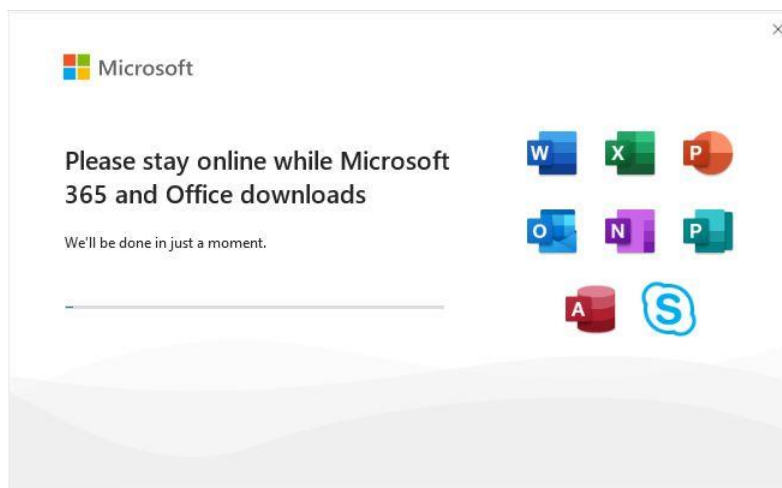 Microsoft
Please stay online while Microsoft
365 and Office downloads
We'll be done in just a moment.
W X P
O N P
A S